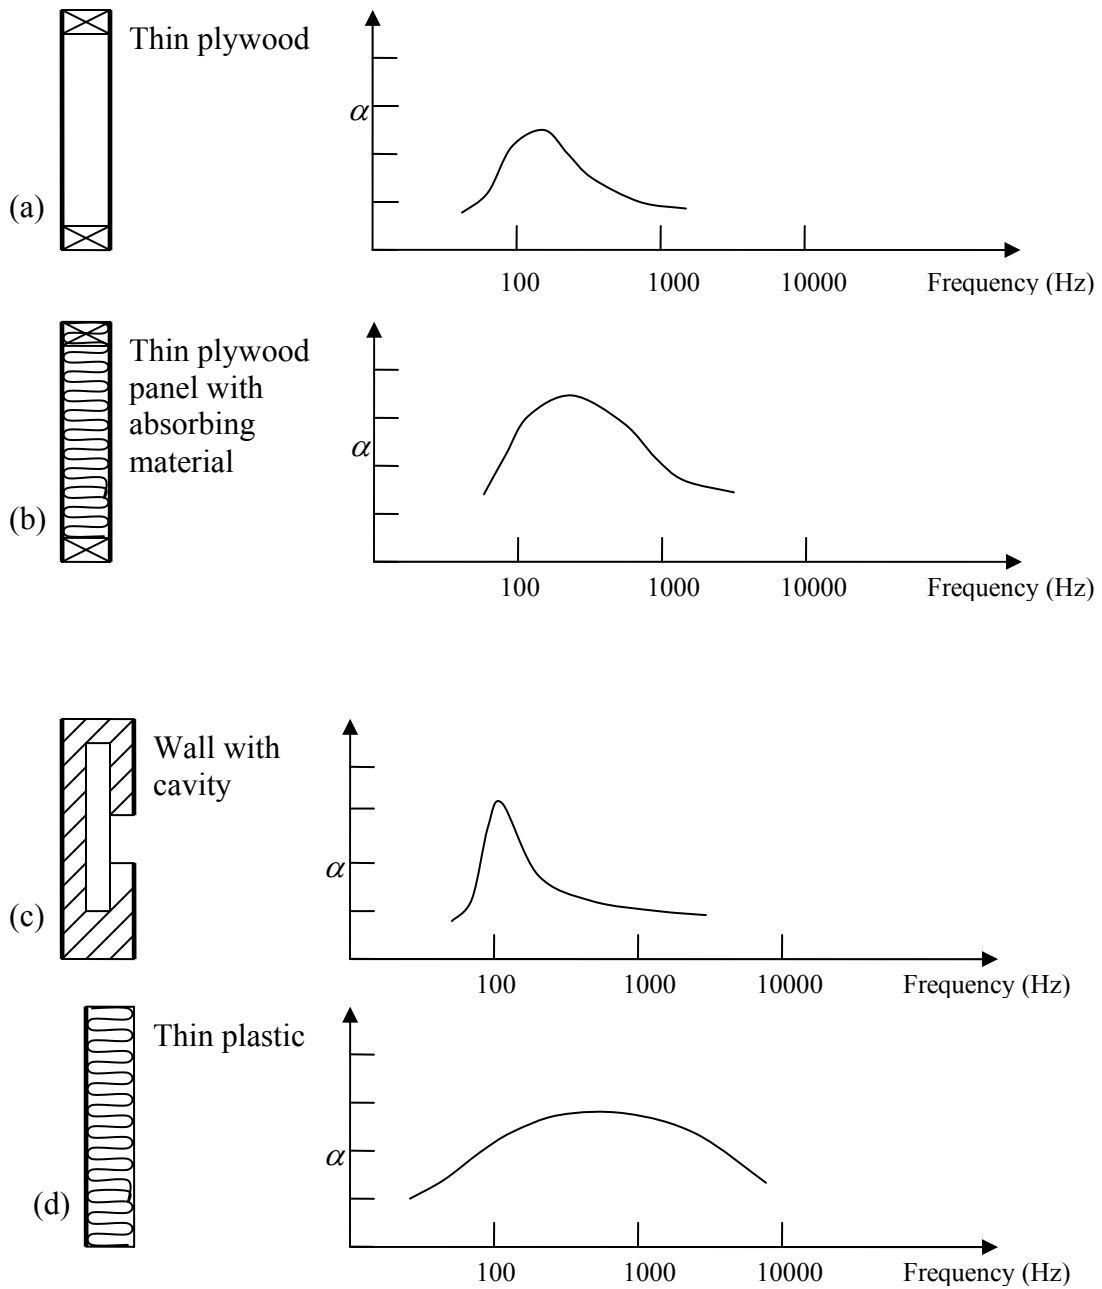 Thin plywood
α
(a)
100 1000 10000 Frequency (Hz)
Thin plywood
panel with
absorbing
material
α
(b)
100 1000 10000 Frequency (Hz)
Wall with
cavity
α
(c)
100 1000 10000 Frequency (Hz)
Thin plastic
α
(d)
100 1000 10000 Frequency (Hz)